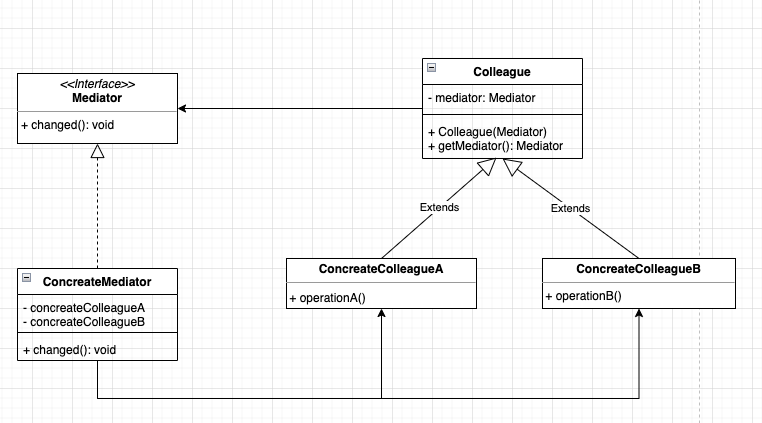 <<Interface>>
Mediator
+ changed(): void
Colleague
- mediator: Mediator
+ Colleague(Mediator)
+ getMediator(): Mediator
Extends
Extends
ConcreateMediator
- concreateColleagueA
- concreateColleagueB
+ changed(): void
ConcreateColleagueA
+ operationA()
ConcreateColleagueB
+ operationB()